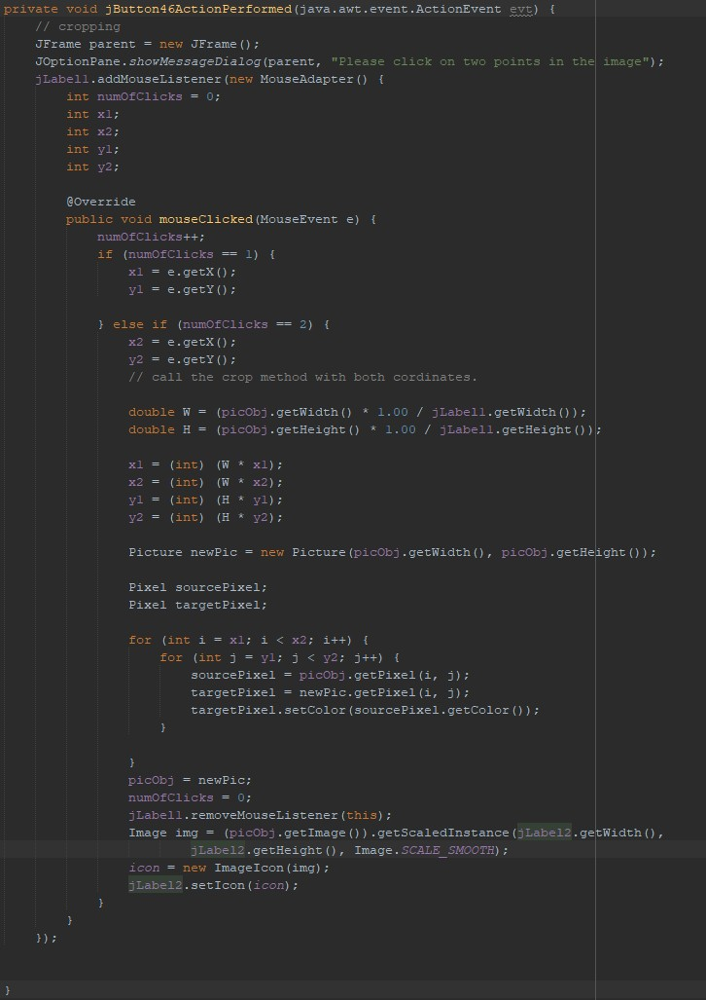 private void jButton46ActionPerformed(java.awt.event.ActionEvent evt) {
// cropping
JFrame parent = new JFrame();
JOptionPane.showMessageDialog(parent, "Please click on two points in the image");
jLabel1.addMouseListener(new MouseAdapter() {
int numOfClicks = 0;
int x1;
int x2;
int y1;
int y2;
@Override
public void mouseClicked(MouseEvent e) {
numOfClicks++;
if (numOfClicks == 1) {
x1 = e.getX();
y1 = e.getY();
} else if (numOfClicks == 2) {
x2 = e.getX();
y2 = e.getY();
// call the crop method with both cordinates.
double W = (picObj.getWidth() * 1.00 / jLabel1.getWidth());
double H = (picObj.getHeight() * 1.00 / jLabel1.getHeight());
x1 = (int) (W * x1);
x2 = (int) (W * x2);
y1 = (int) (H * y1);
y2 = (int) (H * y2);
Picture newPic = new Picture(picObj.getWidth(), picObj.getHeight());
Pixel sourcePixel;
Pixel targetPixel;
for (int i = x1; i < x2; i++) {
for (int j = y1; j < y2; j++) {
sourcePixel = picObj.getPixel(i, j);
targetPixel = newPic.getPixel(i, j);
targetPixel.setColor(sourcePixel.getColor());
}
}
picObj = newPic;
numOfClicks = 0;
jLabel1.removeMouseListener(this);
Image img = (picObj.getImage()).getScaledInstance(jLabel2.getWidth(),
jLabel2.getHeight(), Image.SCALE_SMOOTH);
icon = new ImageIcon(img);
jLabel2.setIcon(icon);
}
}
});
}